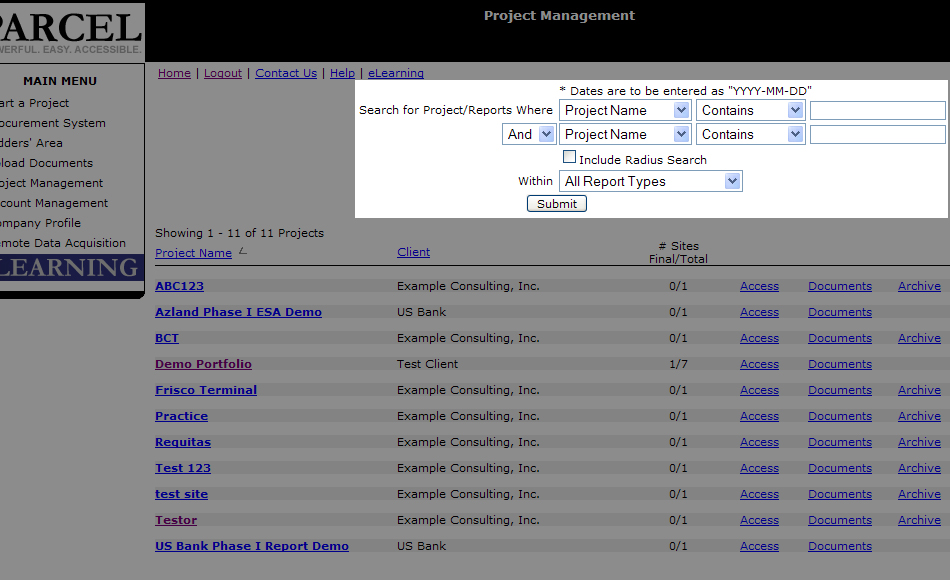 Project Management
PARCEL
WERFUL. EASY. ACCESSIBLE.
MAIN MENU
art a Project
ocurement System
dders' Area
load Documents
oject Management
count Management
ompany Profile
emote Data Acquisition
LEARNING
Home | Logout | Contact Us | Help | eLearning
* Dates are to be entered as "YYYY-MM-DD"
Search for Project/Reports Where Project Name Contains
And Project Name Contains
Include Radius Search
Within All Report Types
Submit
Showing 1 - 11 of 11 Projects
Project Name Client # Sites Final/Total
ABC123 Example Consulting, Inc. 0/1 Access Documents Archive
Azland Phase I ESA Demo US Bank 0/1 Access Documents
BCT Example Consulting, Inc. 0/1 Access Documents Archive
Demo Portfolio Test Client 1/7 Access Documents
Frisco Terminal Example Consulting, Inc. 0/1 Access Documents Archive
Practice Example Consulting, Inc. 0/1 Access Documents Archive
Requitas Example Consulting, Inc. 0/1 Access Documents Archive
Test 123 Example Consulting, Inc. 0/1 Access Documents Archive
test site Example Consulting, Inc. 0/1 Access Documents Archive
Testor Example Consulting, Inc. 0/1 Access Documents Archive
US Bank Phase I Report Demo US Bank 0/1 Access Documents